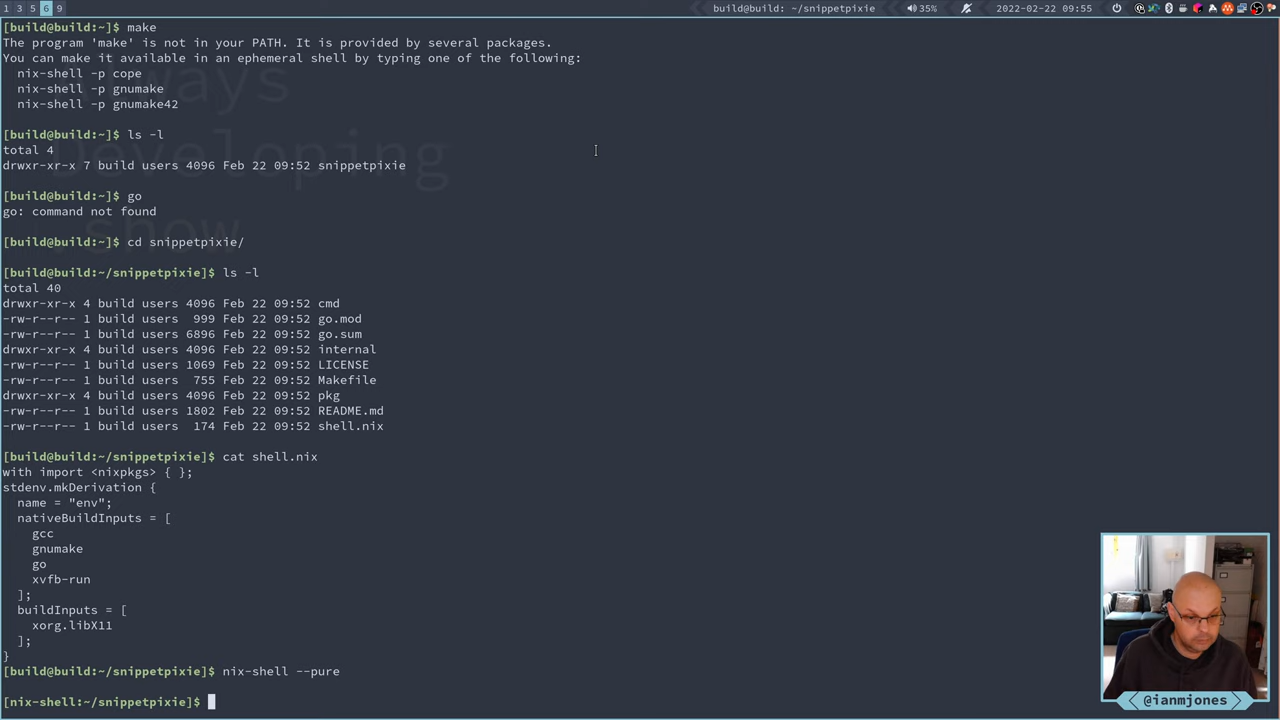 1 3 5 6 9 build@build:~/snippetpixie 35% 2022-02-22 09:55
[build@build:~]$ make
The program 'make' is not in your PATH. It is provided by several packages.
You can make it available in an ephemeral shell by typing one of the following:
  nix-shell -p cope
  nix-shell -p gnumake
  nix-shell -p gnumake42
[build@build:~]$ ls -l
total 4
drwxr-xr-x 7 build users 4096 Feb 22 09:52 snippetpixie
[build@build:~]$ go
go: command not found
[build@build:~]$ cd snippetpixie/
[build@build:~/snippetpixie]$ ls -l
total 40
drwxr-xr-x 4 build users 4096 Feb 22 09:52 cmd
-rw-r--r-- 1 build users  999 Feb 22 09:52 go.mod
-rw-r--r-- 1 build users 6896 Feb 22 09:52 go.sum
drwxr-xr-x 4 build users 4096 Feb 22 09:52 internal
-rw-r--r-- 1 build users 1069 Feb 22 09:52 LICENSE
-rw-r--r-- 1 build users  755 Feb 22 09:52 Makefile
drwxr-xr-x 4 build users 4096 Feb 22 09:52 pkg
-rw-r--r-- 1 build users 1802 Feb 22 09:52 README.md
-rw-r--r-- 1 build users  174 Feb 22 09:52 shell.nix
[build@build:~/snippetpixie]$ cat shell.nix
with import <nixpkgs> { };
stdenv.mkDerivation {
  name = "env";
  nativeBuildInputs = [
    gcc
    gnumake
    go
    xvfb-run
  ];
  buildInputs = [
    xorg.libX11
  ];
}
[build@build:~/snippetpixie]$ nix-shell --pure
[nix-shell:~/snippetpixie]$
Always
Developing
show
@ianmjones